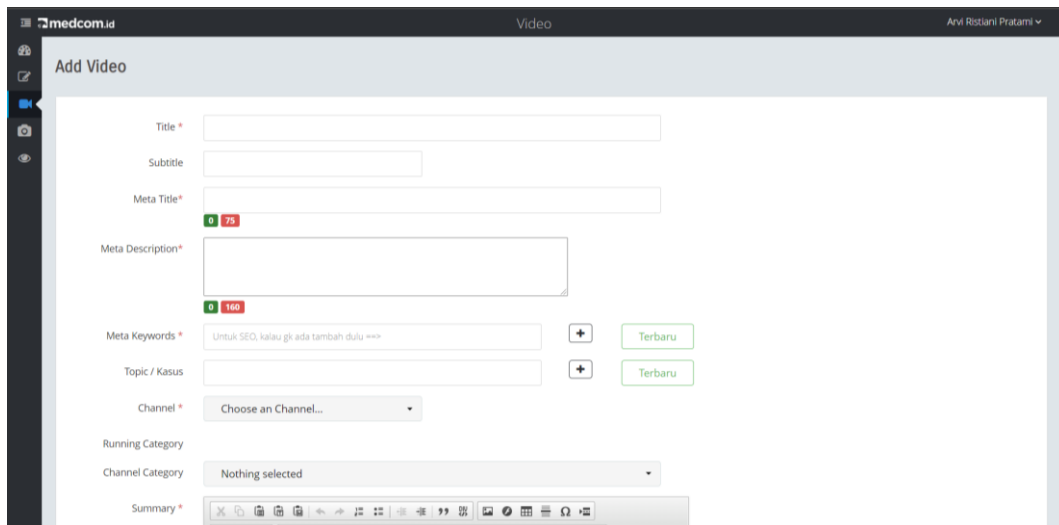 medcom.id
Video
Arvi Ristiani Pratami
Add Video
Title *
Subtitle
Meta Title*
0 75
Meta Description*
0 160
Meta Keywords *
Untuk SEO, kalau gk ada tambah dulu ==>
+
Terbaru
Topic / Kasus
+
Terbaru
Channel *
Choose an Channel...
Running Category
Channel Category
Nothing selected
Summary *